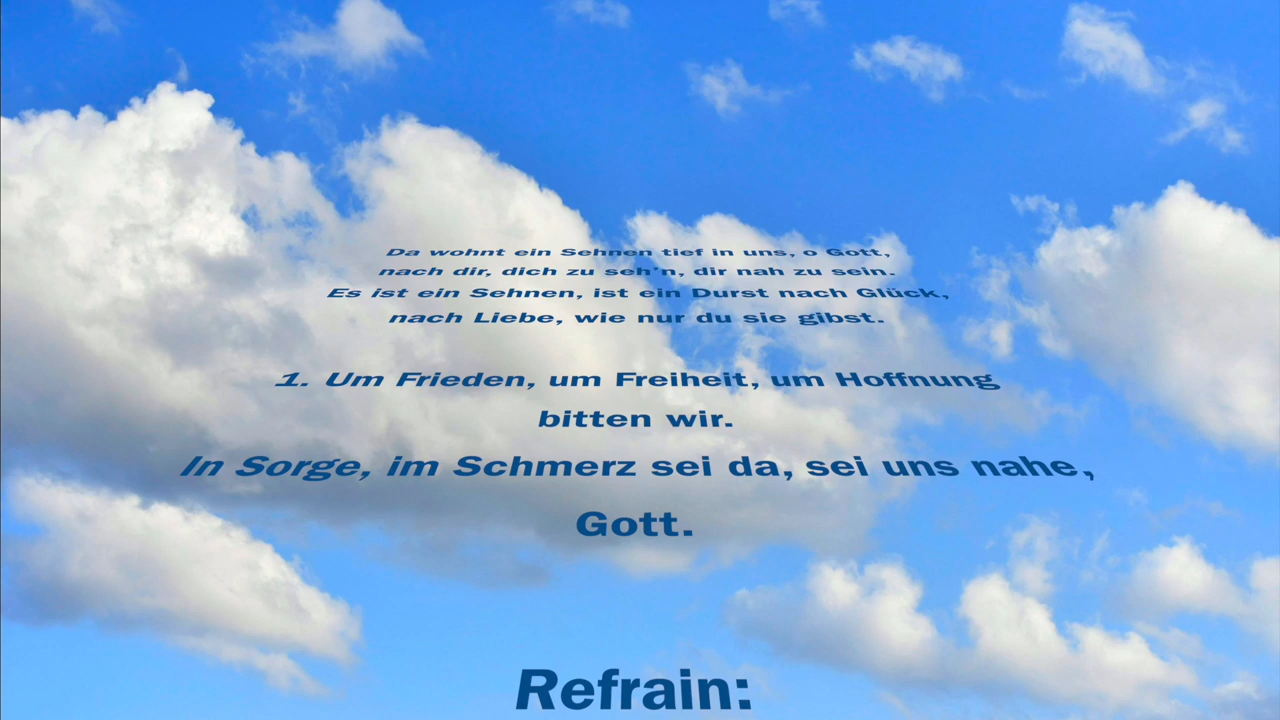 Da wohnt ein Sehnen tief in uns, o Gott,
nach dir, dich zu seh'n, dir nah zu sein.
Es ist ein Sehnen, ist ein Durst nach Glück,
nach Liebe, wie nur du sie gibst.
1. Um Frieden, um Freiheit, um Hoffnung
bitten wir.
In Sorge, im Schmerz sei da, sei uns nahe,
Gott.
Refrain: